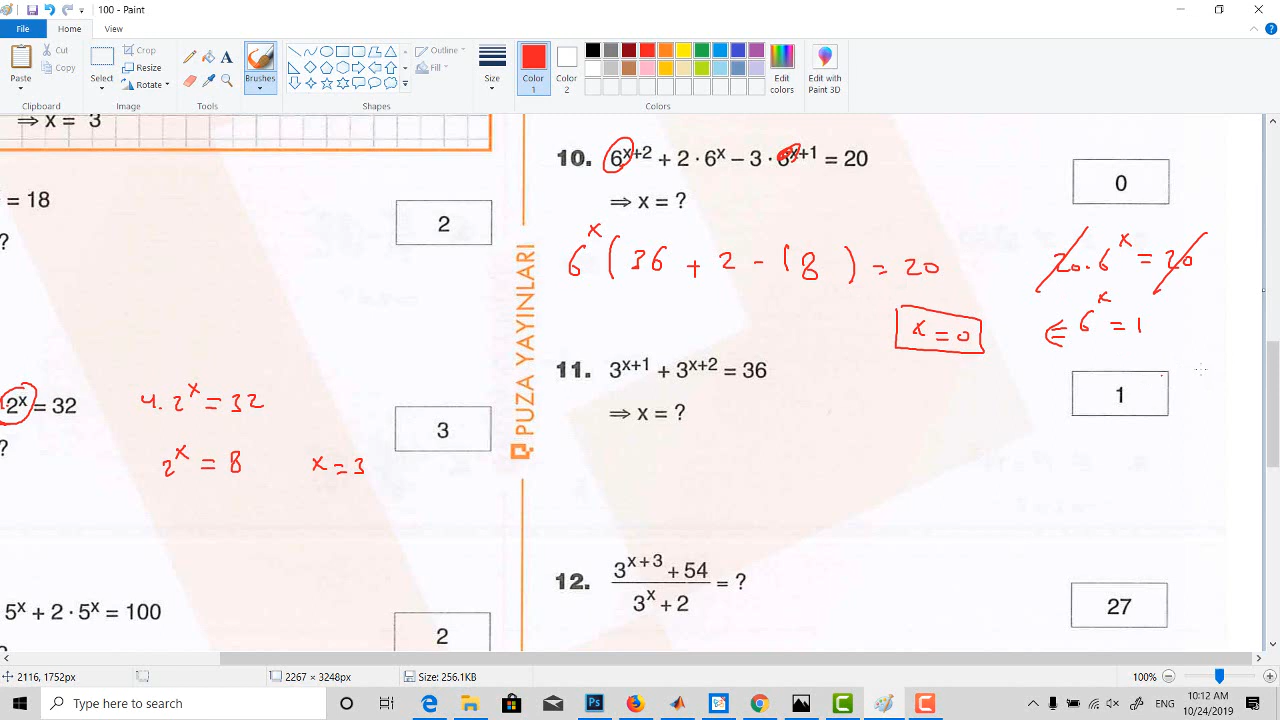 100 - Paint
File Home View
Paste Cut Copy Clipboard
Select Crop Resize Rotate Image
Tools
Brushes
Outline Fill Shapes
Size
Color 1
Color 2
Edit colors
Colors
Edit with Paint 3D
⇒ x = 3
= 18
?
2
2ˣ = 32
?
4.2ˣ = 32
2ˣ = 8 x = 3
3
5ˣ + 2 · 5ˣ = 100
2
PUZA YAYINLARI
10. 6ˣ⁺² + 2 · 6ˣ – 3 · 6ˣ⁺¹ = 20
⇒ x = ?
0
6ˣ (36 + 2 - 18) = 20
20.6ˣ = 20
⇐ 6ˣ = 1
x = 0
11. 3ˣ⁺¹ + 3ˣ⁺² = 36
⇒ x = ?
1
12. 3ˣ⁺³ + 54
3ˣ + 2
= ?
27
2116, 1752px 2267 × 3248px Size: 256.1KB 100%
Type here to search
ENG
10:12 AM
10/24/2019